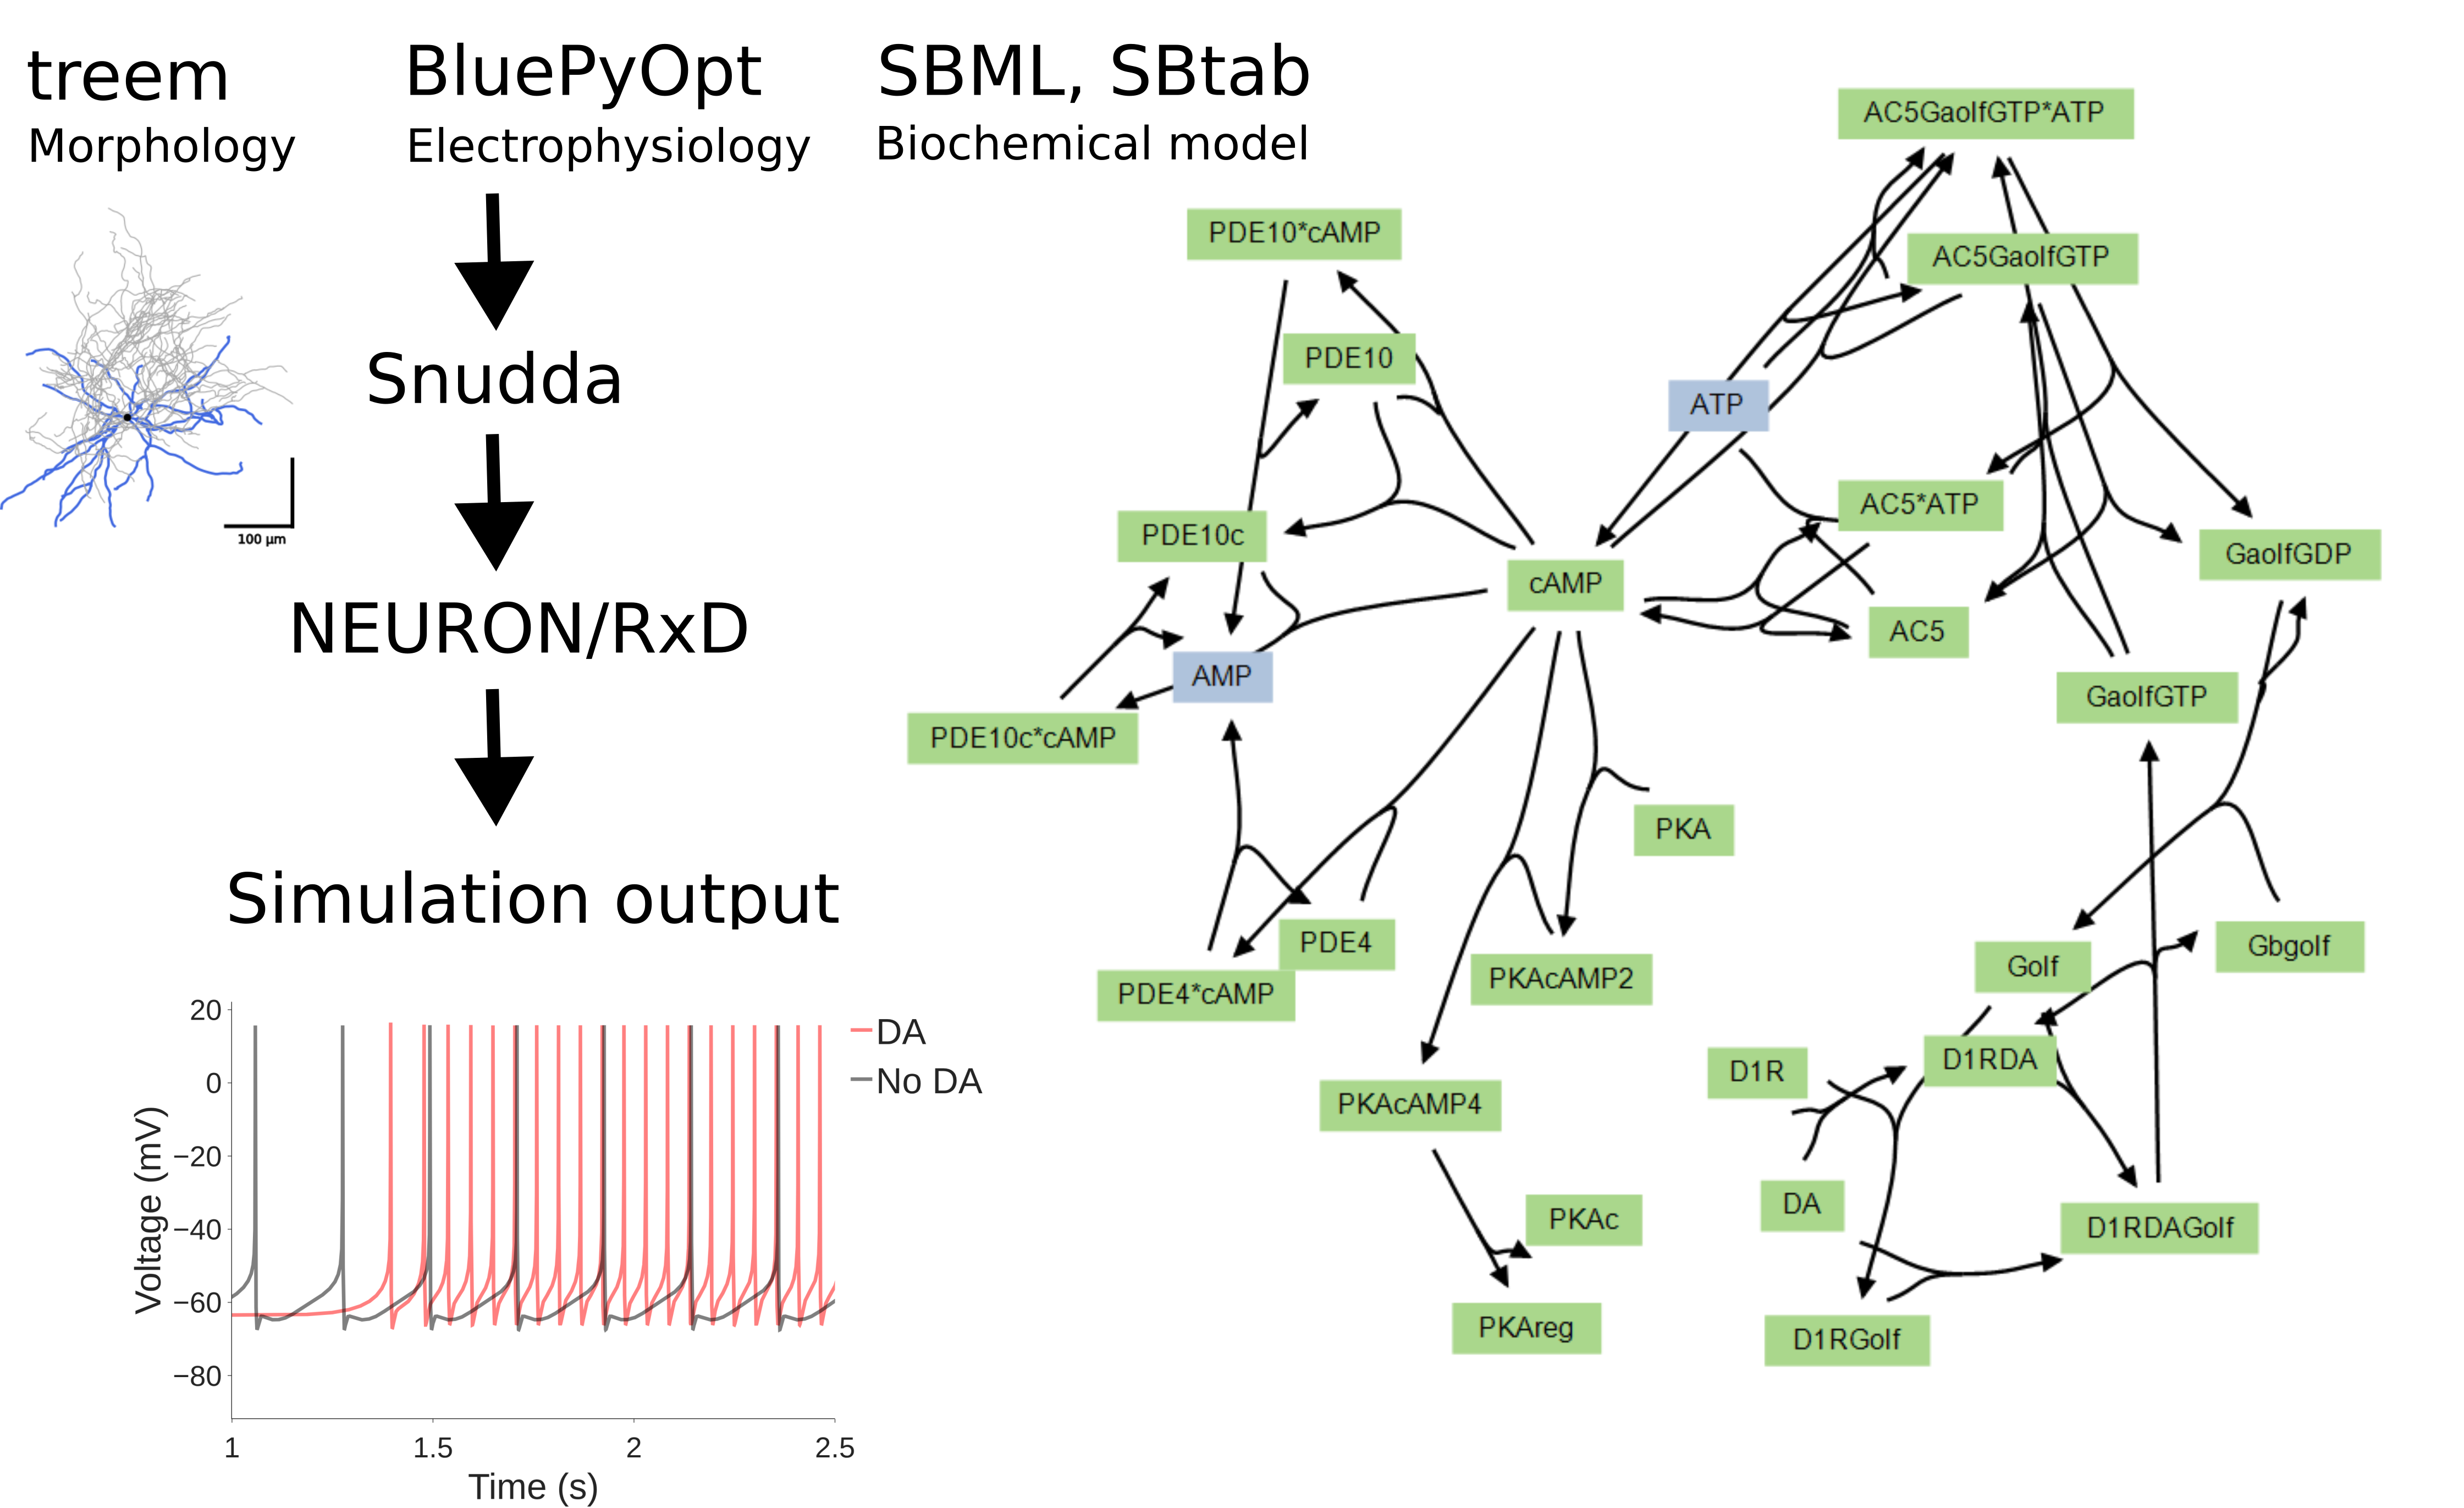 treem
Morphology
BluePyOpt
Electrophysiology
SBML, SBtab
Biochemical model
100 µm
Snudda
NEURON/RxD
Simulation output
20
0
−20
−40
−60
−80
Voltage (mV)
1
1.5
2
2.5
Time (s)
DA
No DA
AC5GaolfGTP*ATP
PDE10*cAMP
AC5GaolfGTP
PDE10
ATP
AC5*ATP
PDE10c
GaolfGDP
cAMP
AC5
AMP
GaolfGTP
PDE10c*cAMP
PKA
PDE4
Gbgolf
Golf
PKAcAMP2
PDE4*cAMP
D1RDA
D1R
PKAcAMP4
DA
PKAc
D1RDAGolf
PKAreg
D1RGolf